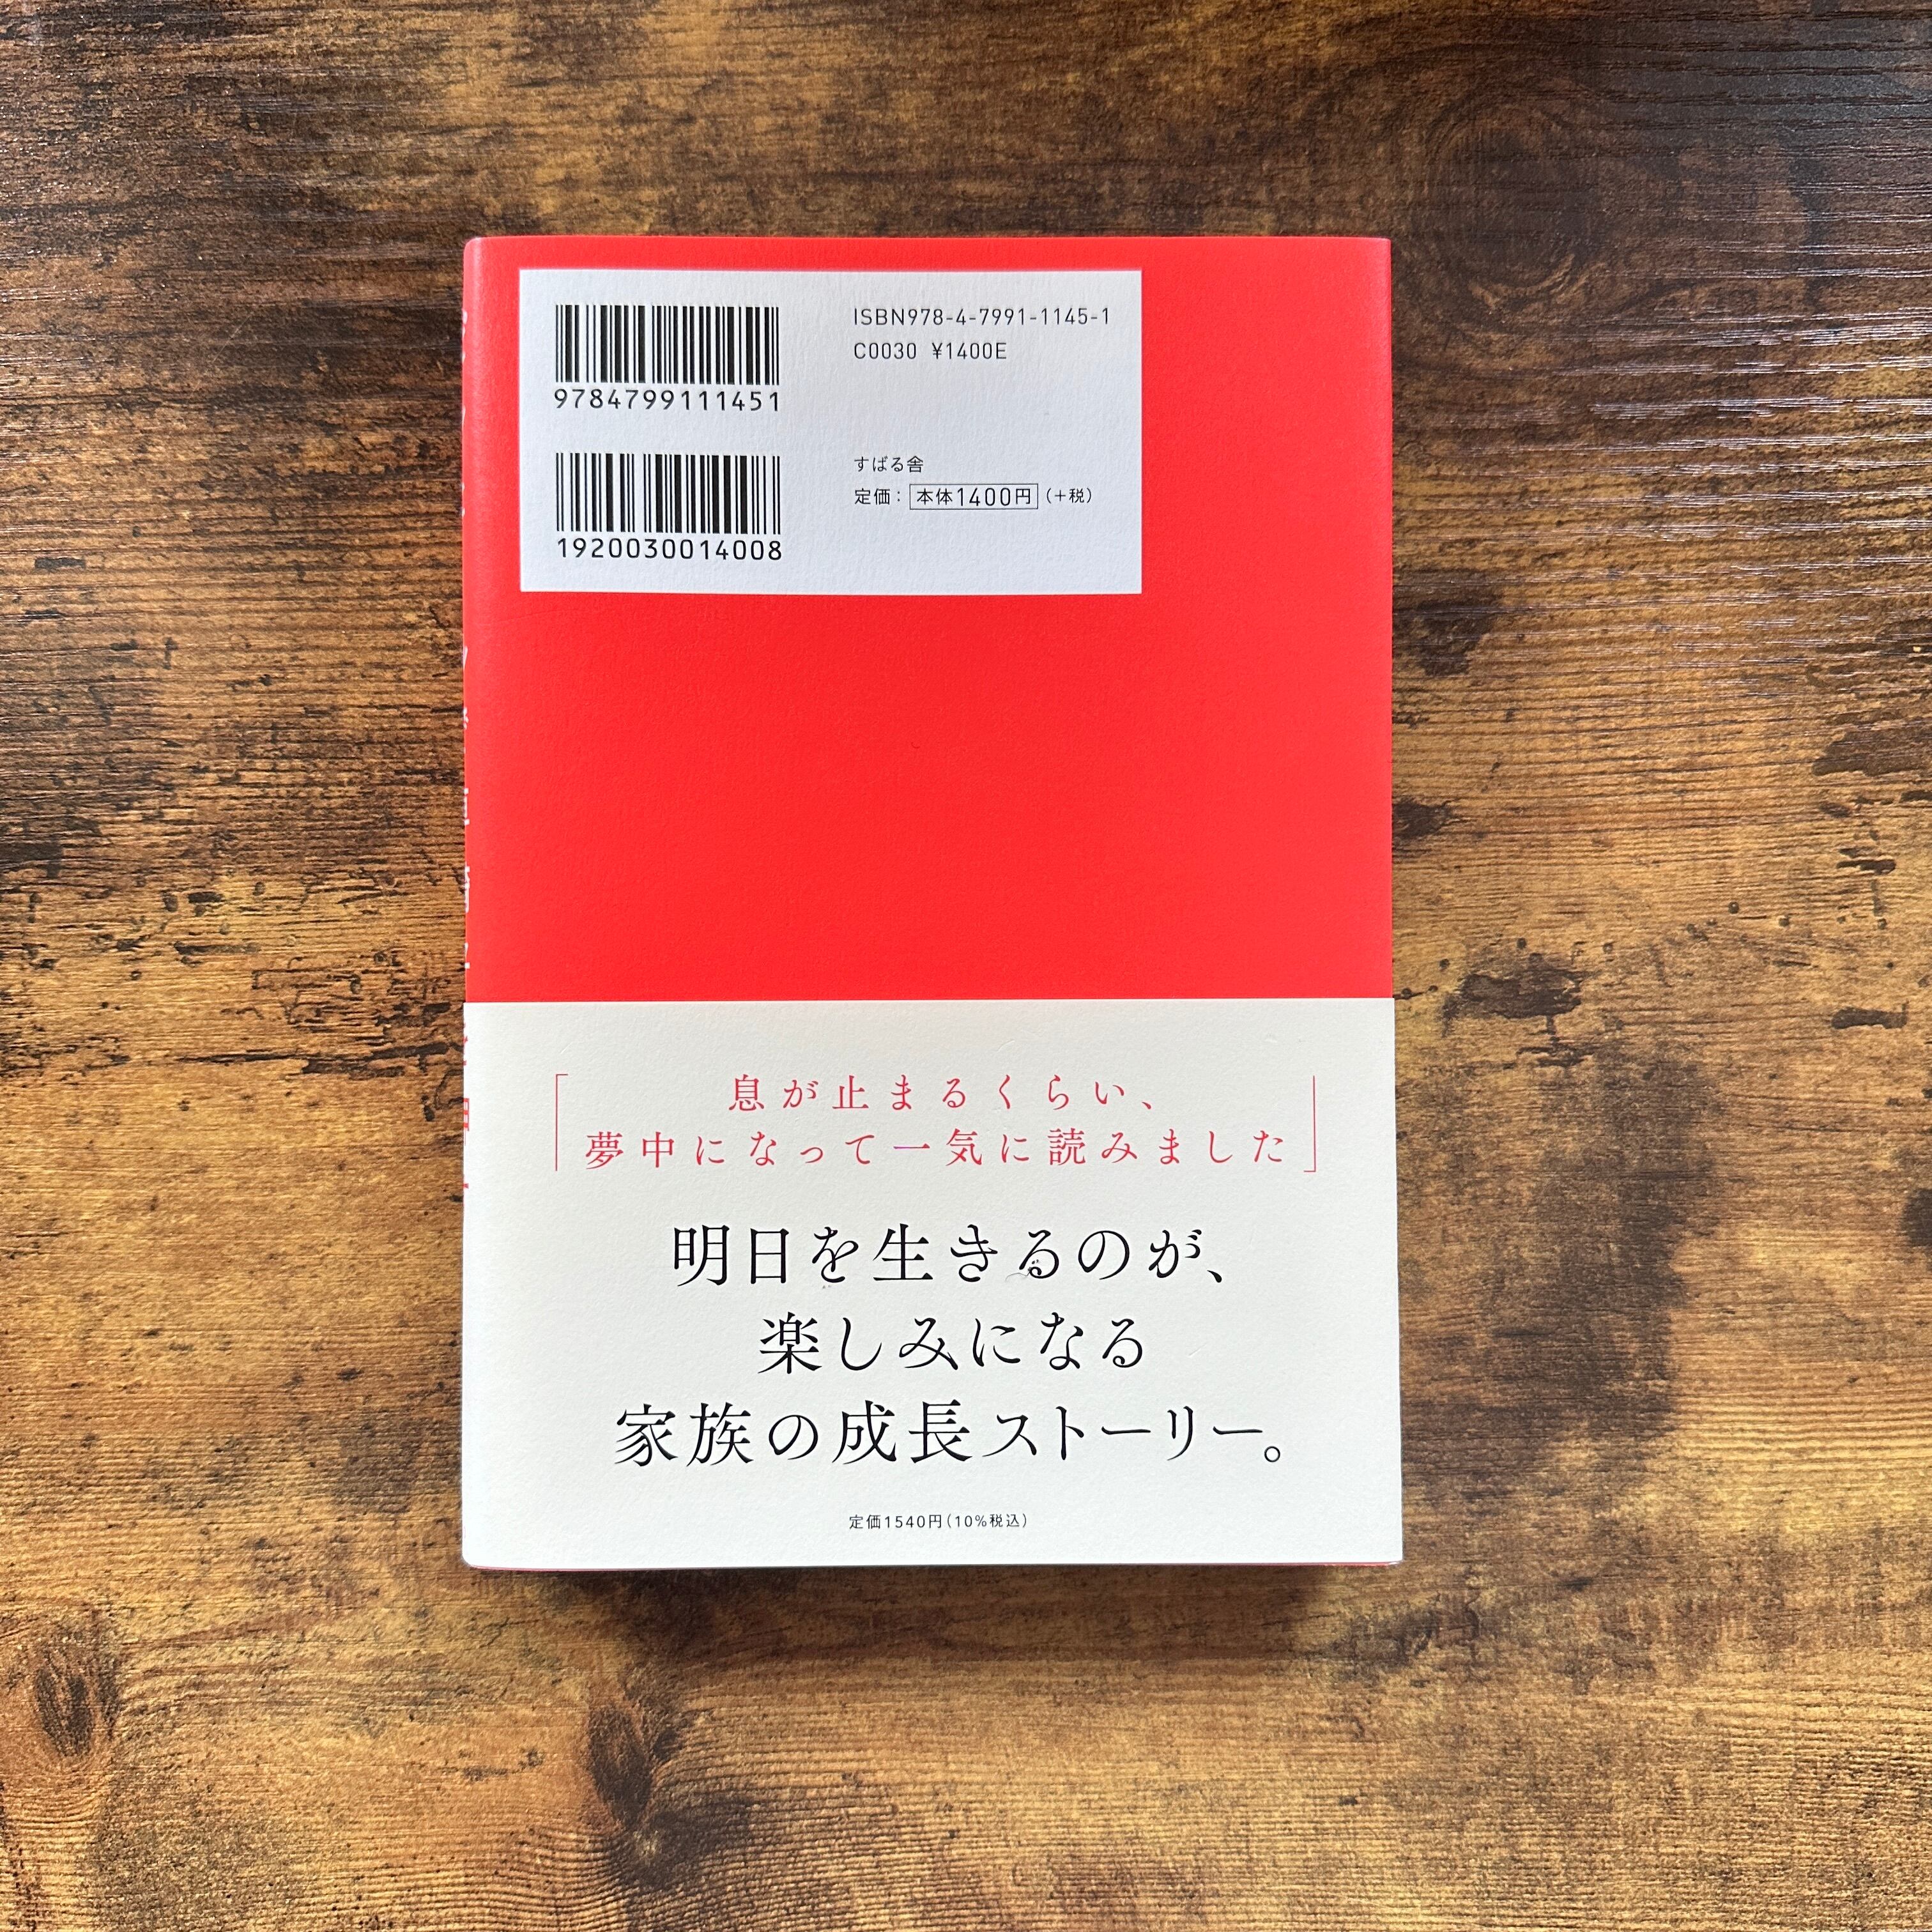 9784799111451
ISBN978-4-7991-1145-1
C0030 ¥1400E
1920030014008
すばる舎
定価：本体1400円（+税）
「息が止まるくらい、
夢中になって一気に読みました」
明日を生きるのが、
楽しみになる
家族の成長ストーリー。
定価1540円（10%税込）